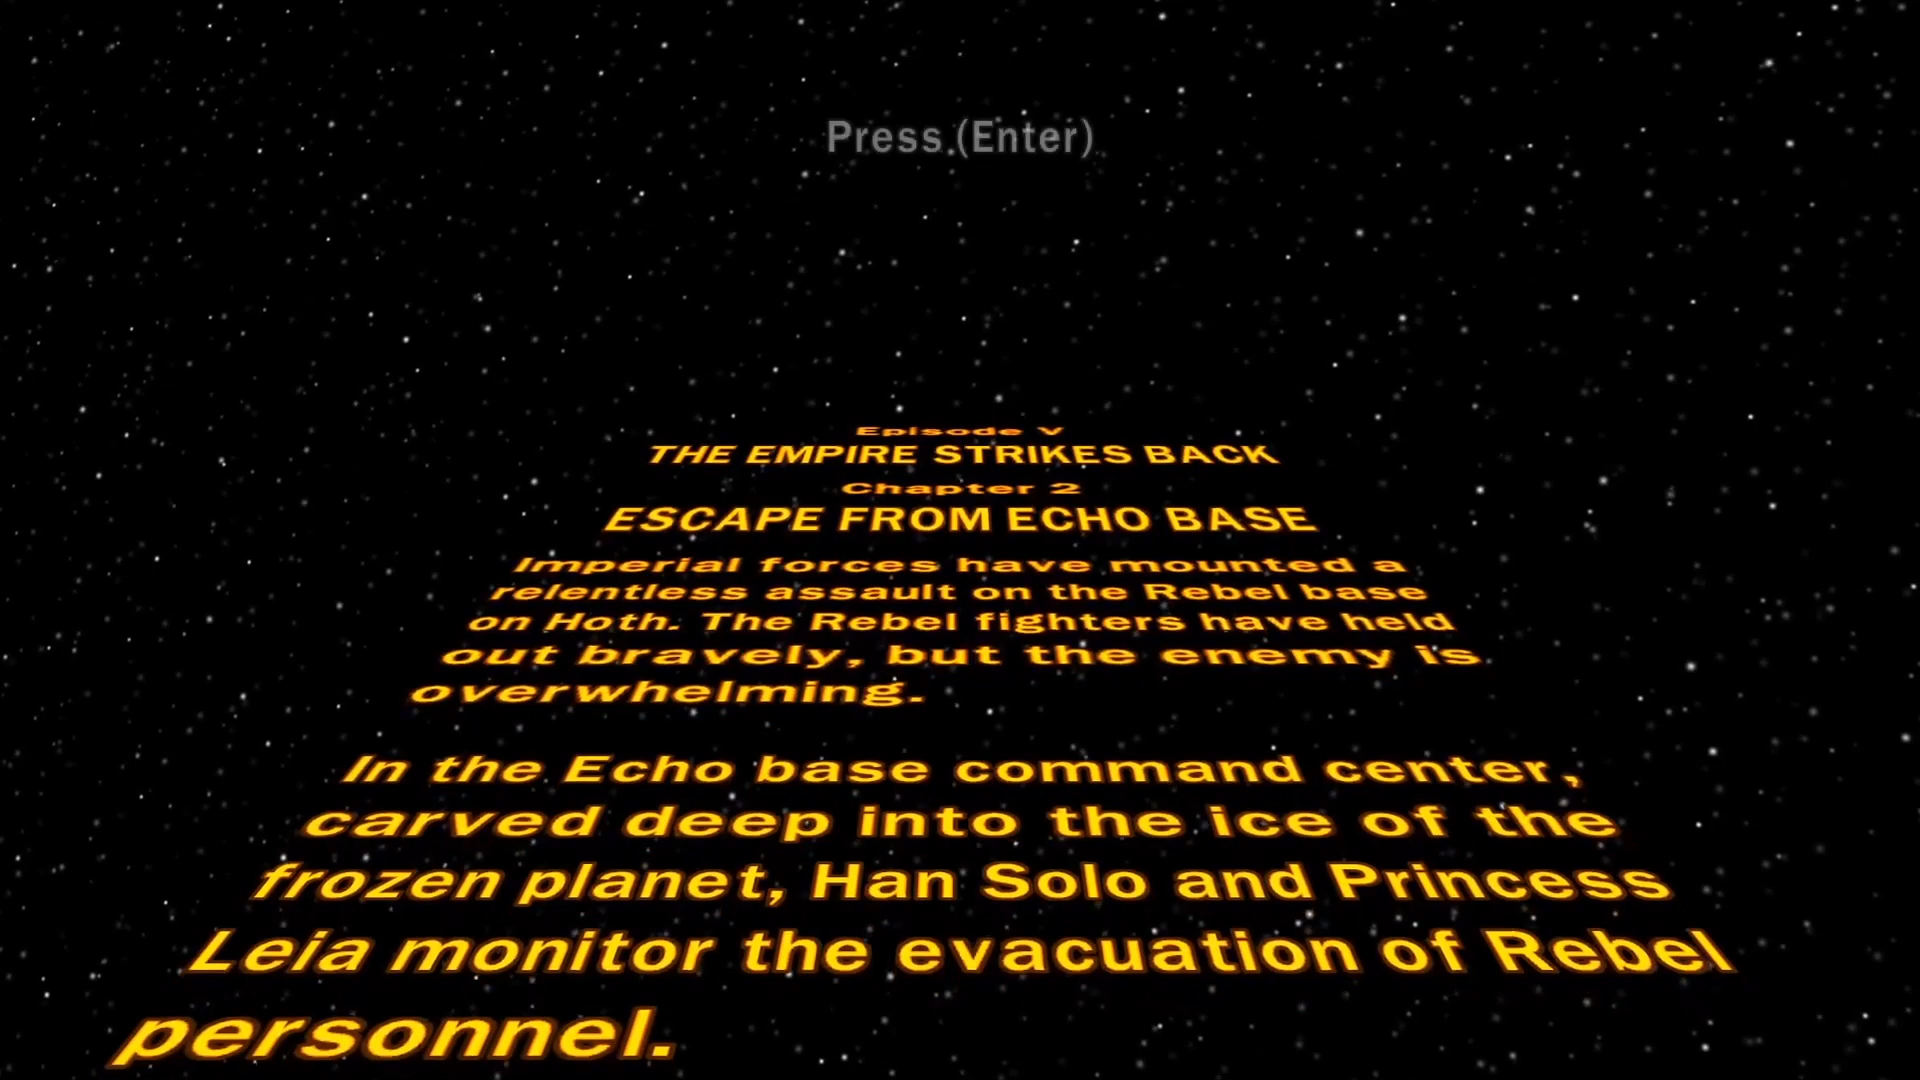 Press (Enter)
Episode V
THE EMPIRE STRIKES BACK
Chapter 2
ESCAPE FROM ECHO BASE
Imperial forces have mounted a
relentless assault on the Rebel base
on Hoth. The Rebel fighters have held
out bravely, but the enemy is
overwhelming.
In the Echo base command center,
carved deep into the ice of the
frozen planet, Han Solo and Princess
Leia monitor the evacuation of Rebel
personnel.